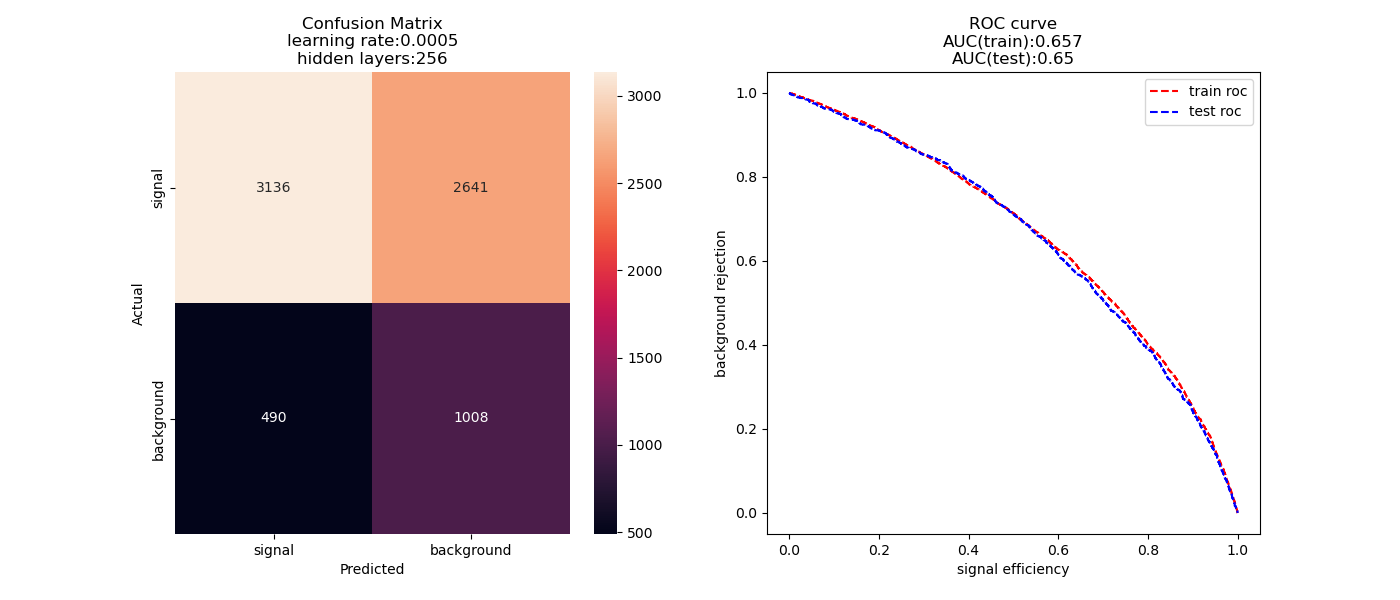 Confusion Matrix
learning rate:0.0005
hidden layers:256
signal
background
Actual
3136
2641
490
1008
signal
background
Predicted
3000
2500
2000
1500
1000
500
ROC curve
AUC(train):0.657
AUC(test):0.65
train roc
test roc
background rejection
1.0
0.8
0.6
0.4
0.2
0.0
0.0
0.2
0.4
0.6
0.8
1.0
signal efficiency